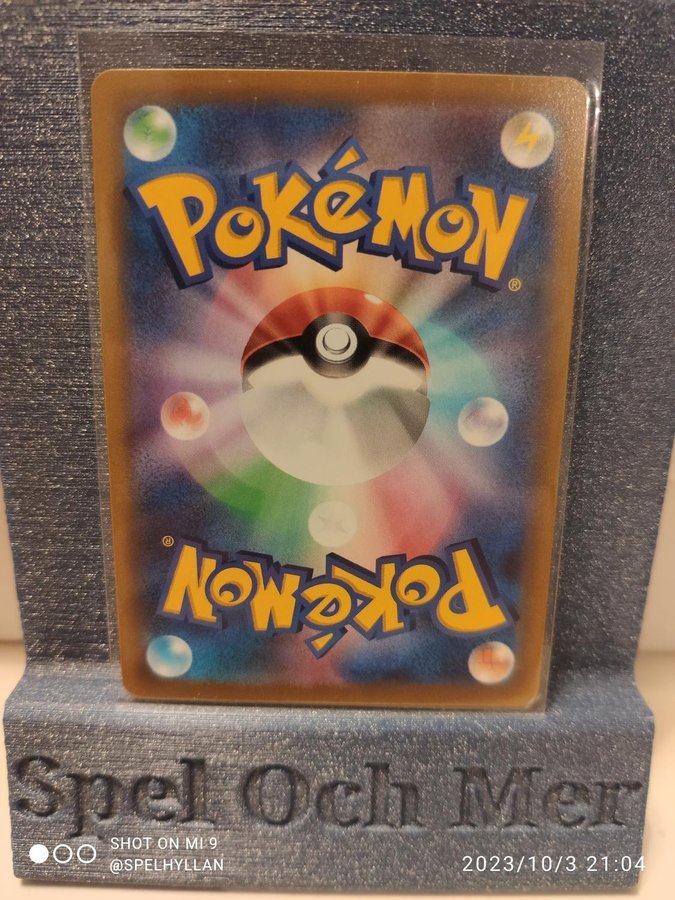 POKéMON
®
®
POKéMON
Spel Och Mer
SHOT ON MI 9
@SPELHYLLAN
2023/10/3 21:04